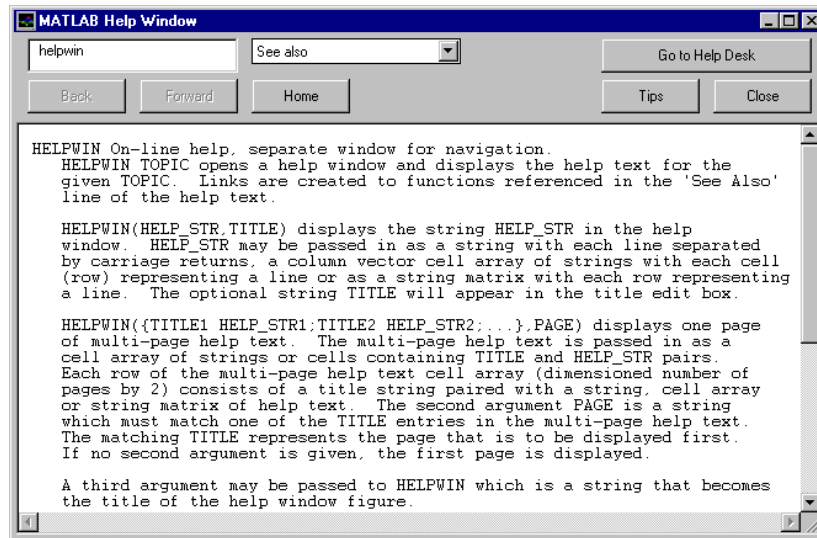 MATLAB Help Window
helpwin
See also
Go to Help Desk
Back
Forward
Home
Tips
Close
HELPWIN On-line help, separate window for navigation.
HELPWIN TOPIC opens a help window and displays the help text for the
given TOPIC.  Links are created to functions referenced in the 'See Also'
line of the help text.
HELPWIN(HELP_STR,TITLE) displays the string HELP_STR in the help
window.  HELP_STR may be passed in as a string with each line separated
by carriage returns, a column vector cell array of strings with each cell
(row) representing a line or as a string matrix with each row representing
a line.  The optional string TITLE will appear in the title edit box.
HELPWIN({TITLE1 HELP_STR1;TITLE2 HELP_STR2;...},PAGE) displays one page
of multi-page help text.  The multi-page help text is passed in as a
cell array of strings or cells containing TITLE and HELP_STR pairs.
Each row of the multi-page help text cell array (dimensioned number of
pages by 2) consists of a title string paired with a string, cell array
or string matrix of help text.  The second argument PAGE is a string
which must match one of the TITLE entries in the multi-page help text.
The matching TITLE represents the page that is to be displayed first.
If no second argument is given, the first page is displayed.
A third argument may be passed to HELPWIN which is a string that becomes
the title of the help window figure.